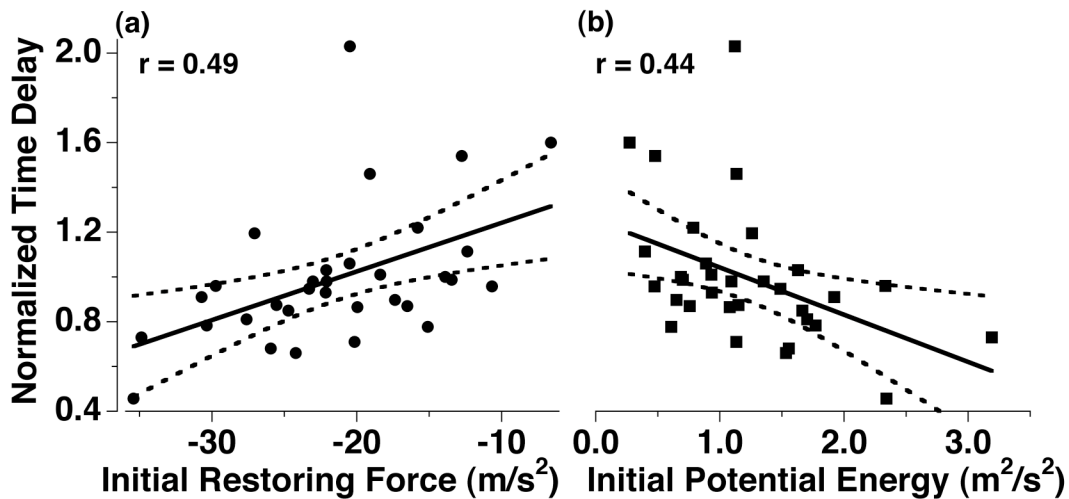 (a)
r = 0.49
Normalized Time Delay
2.0
1.6
1.2
0.8
0.4
-30 -20 -10
Initial Restoring Force (m/s²)
(b)
r = 0.44
0.0 1.0 2.0 3.0
Initial Potential Energy (m²/s²)